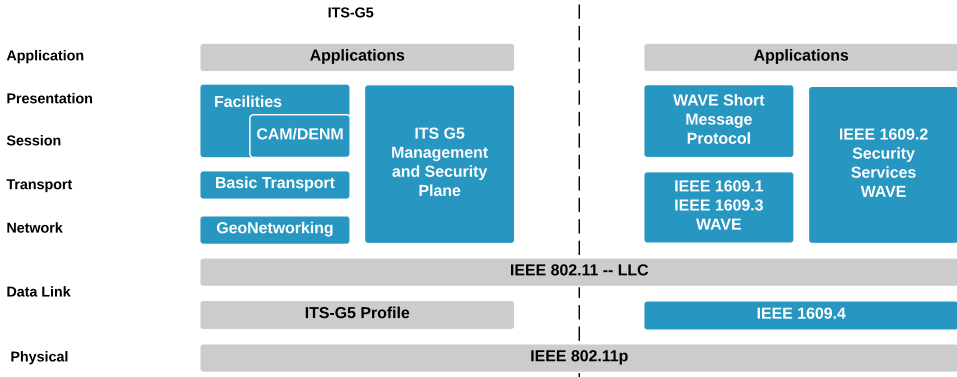 ITS-G5
Application
Applications
Applications
Presentation
Facilities
WAVE Short
Message
Protocol
Session
CAM/DENM
ITS G5
Management
and Security
Plane
IEEE 1609.2
Security
Services
WAVE
Transport
Basic Transport
IEEE 1609.1
IEEE 1609.3
WAVE
Network
GeoNetworking
IEEE 802.11 -- LLC
Data Link
ITS-G5 Profile
IEEE 1609.4
Physical
IEEE 802.11p